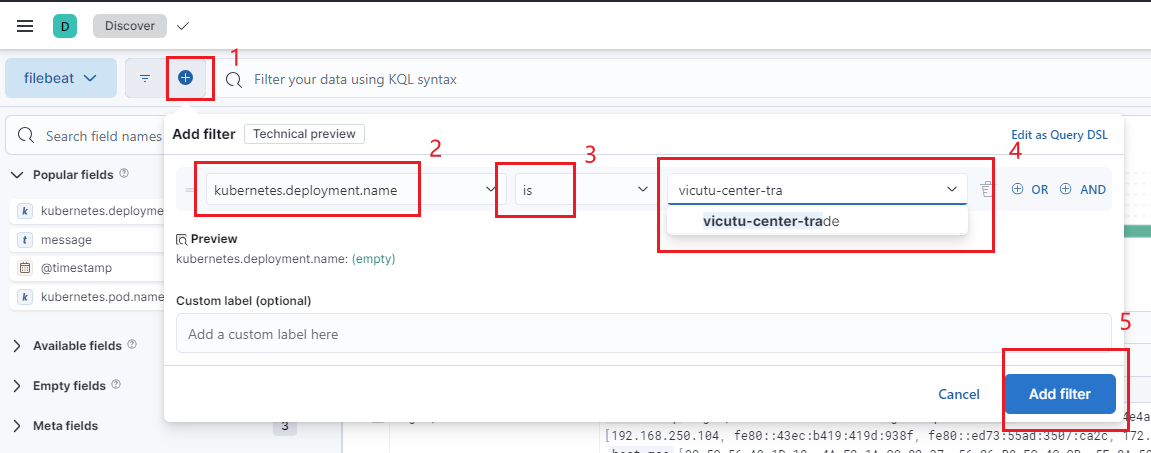 D Discover
1
filebeat Filter your data using KQL syntax
Search field names
Add filter Technical preview Edit as Query DSL
2 3 4
Popular fields
kubernetes.deployment.name is vicutu-center-tra OR AND
k kubernetes.deployme
vicutu-center-trade
t message
Preview
kubernetes.deployment.name: (empty)
@timestamp
k kubernetes.pod.name
Custom label (optional)
Add a custom label here
5
Available fields
Empty fields
Cancel Add filter
Meta fields 3
[192.168.250.104, fe80::43ec:b419:419d:938f, fe80::ed73:55ad:3507:ca2c, 172.